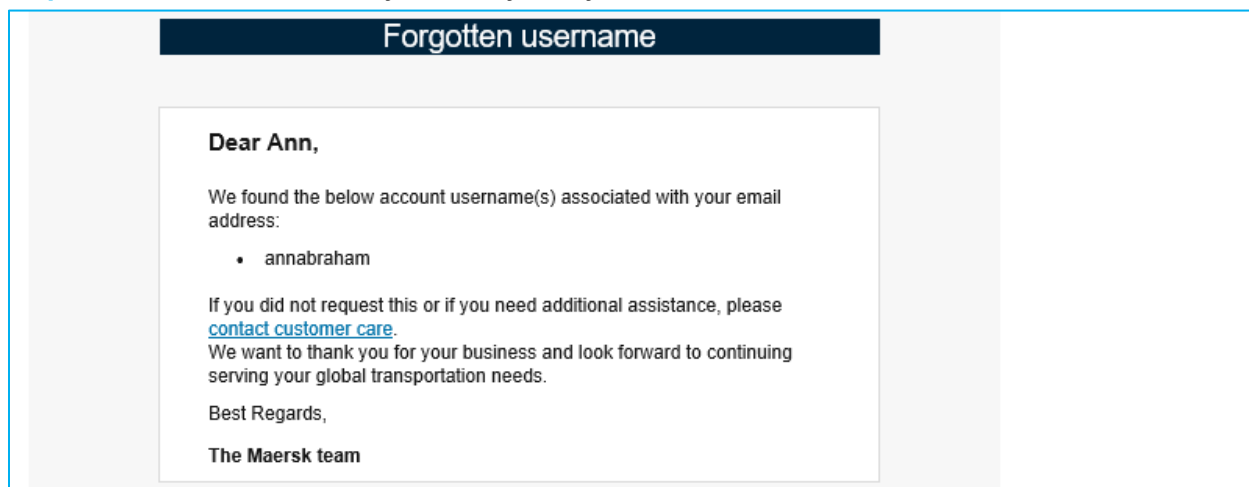 Forgotten username
Dear Ann,
We found the below account username(s) associated with your email
address:
• annabraham
If you did not request this or if you need additional assistance, please
contact customer care.
We want to thank you for your business and look forward to continuing
serving your global transportation needs.
Best Regards,
The Maersk team